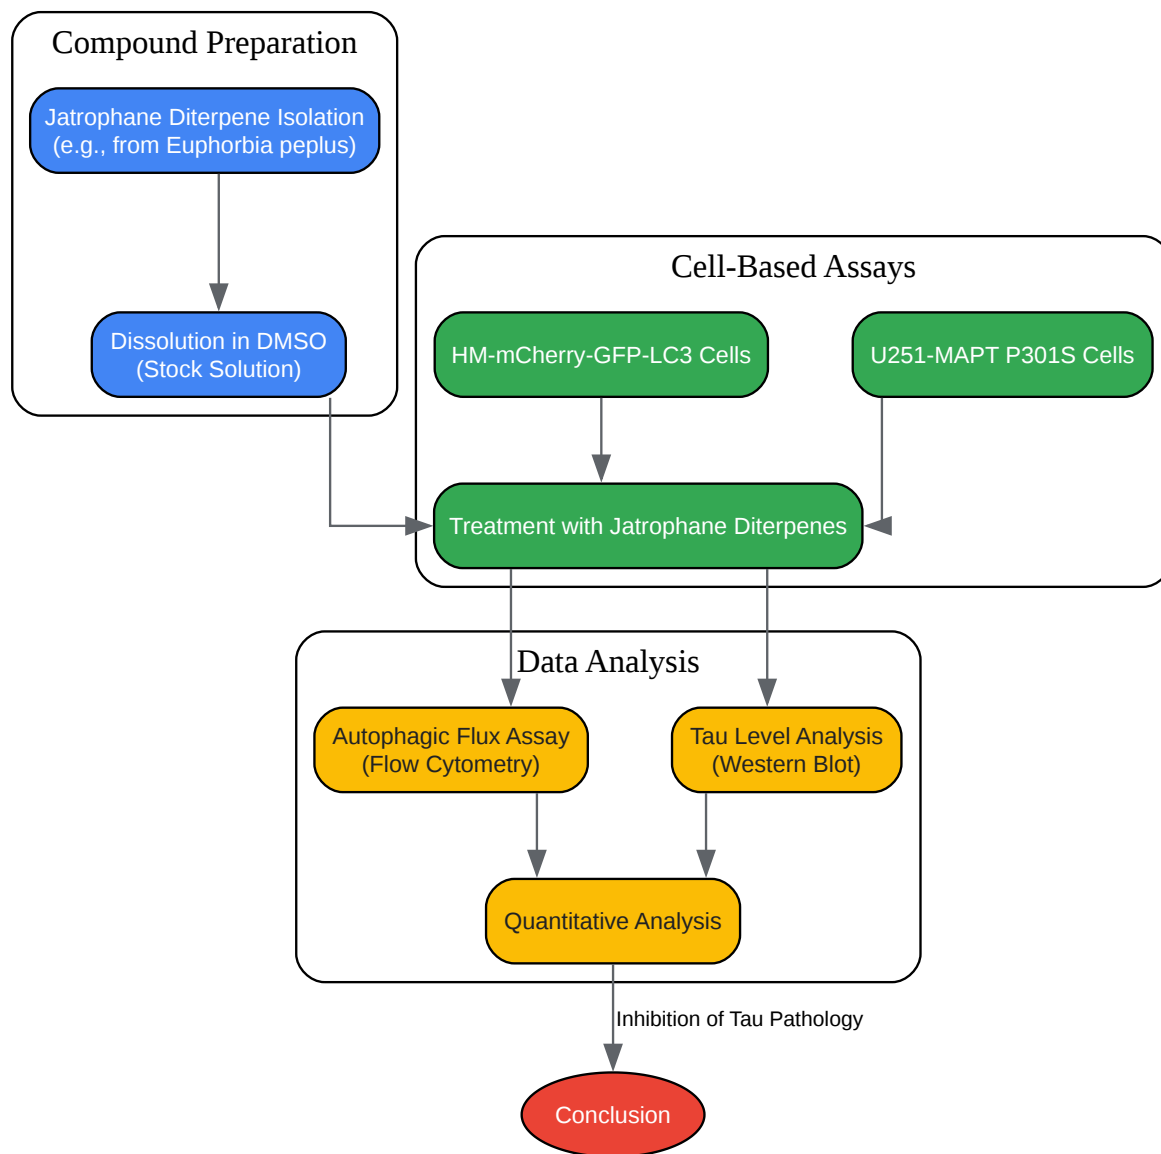 Compound Preparation
Jatrophane Diterpene Isolation
(e.g., from Euphorbia peplus)
Dissolution in DMSO
(Stock Solution)
Cell-Based Assays
HM-mCherry-GFP-LC3 Cells
U251-MAPT P301S Cells
Treatment with Jatrophane Diterpenes
Data Analysis
Autophagic Flux Assay
(Flow Cytometry)
Tau Level Analysis
(Western Blot)
Quantitative Analysis
Inhibition of Tau Pathology
Conclusion